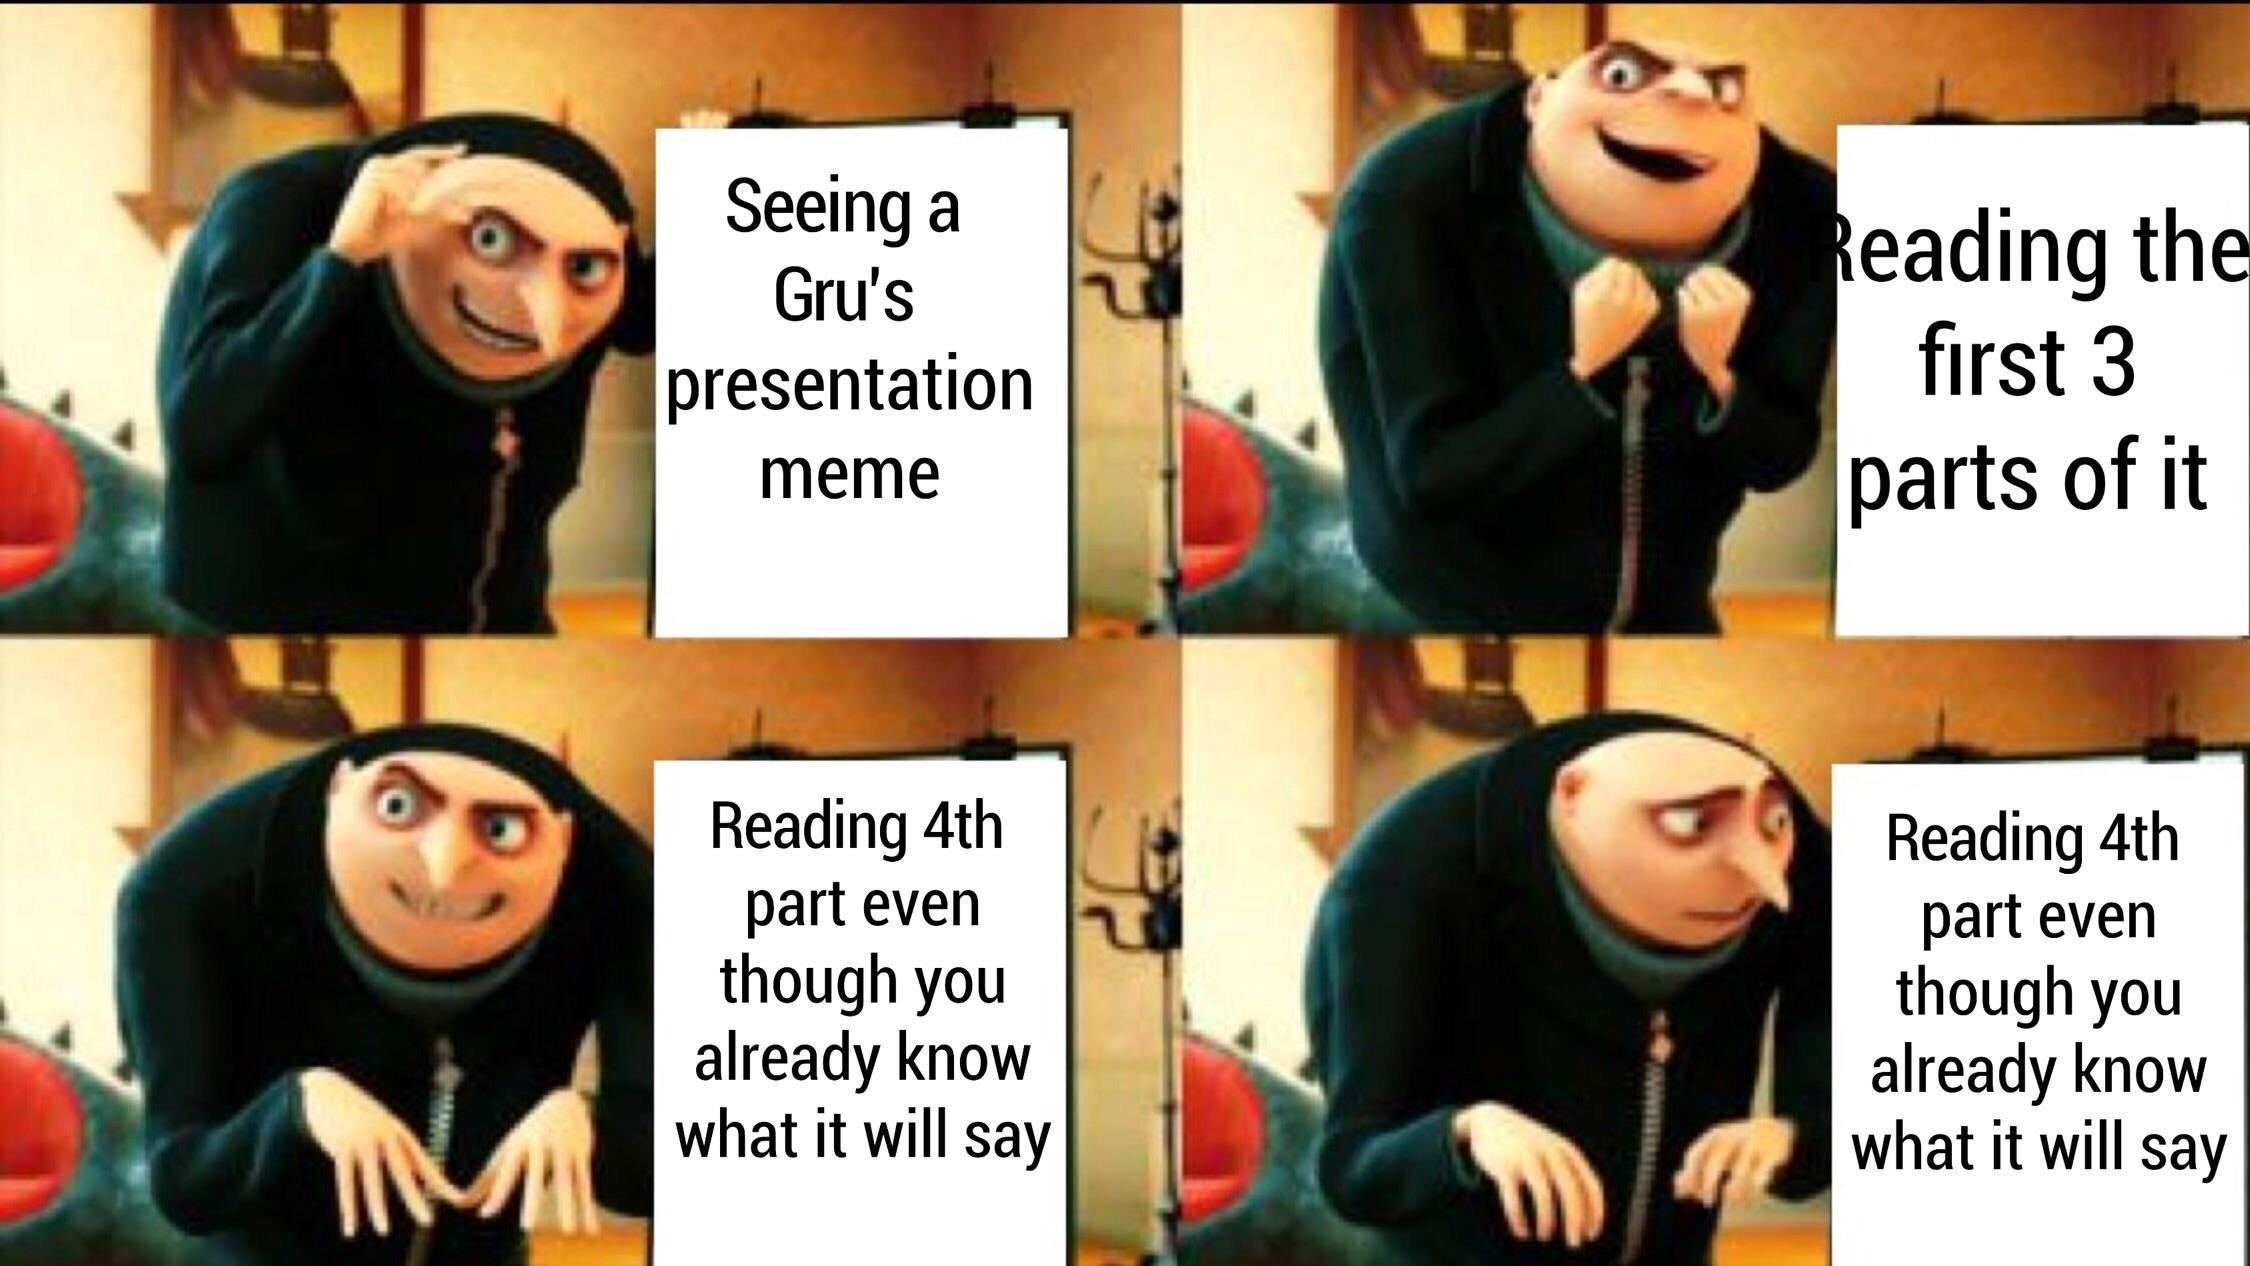 Seeing a
Gru's
presentation
meme
Reading the
first 3
parts of it
Reading 4th
part even
though you
already know
what it will say
Reading 4th
part even
though you
already know
what it will say